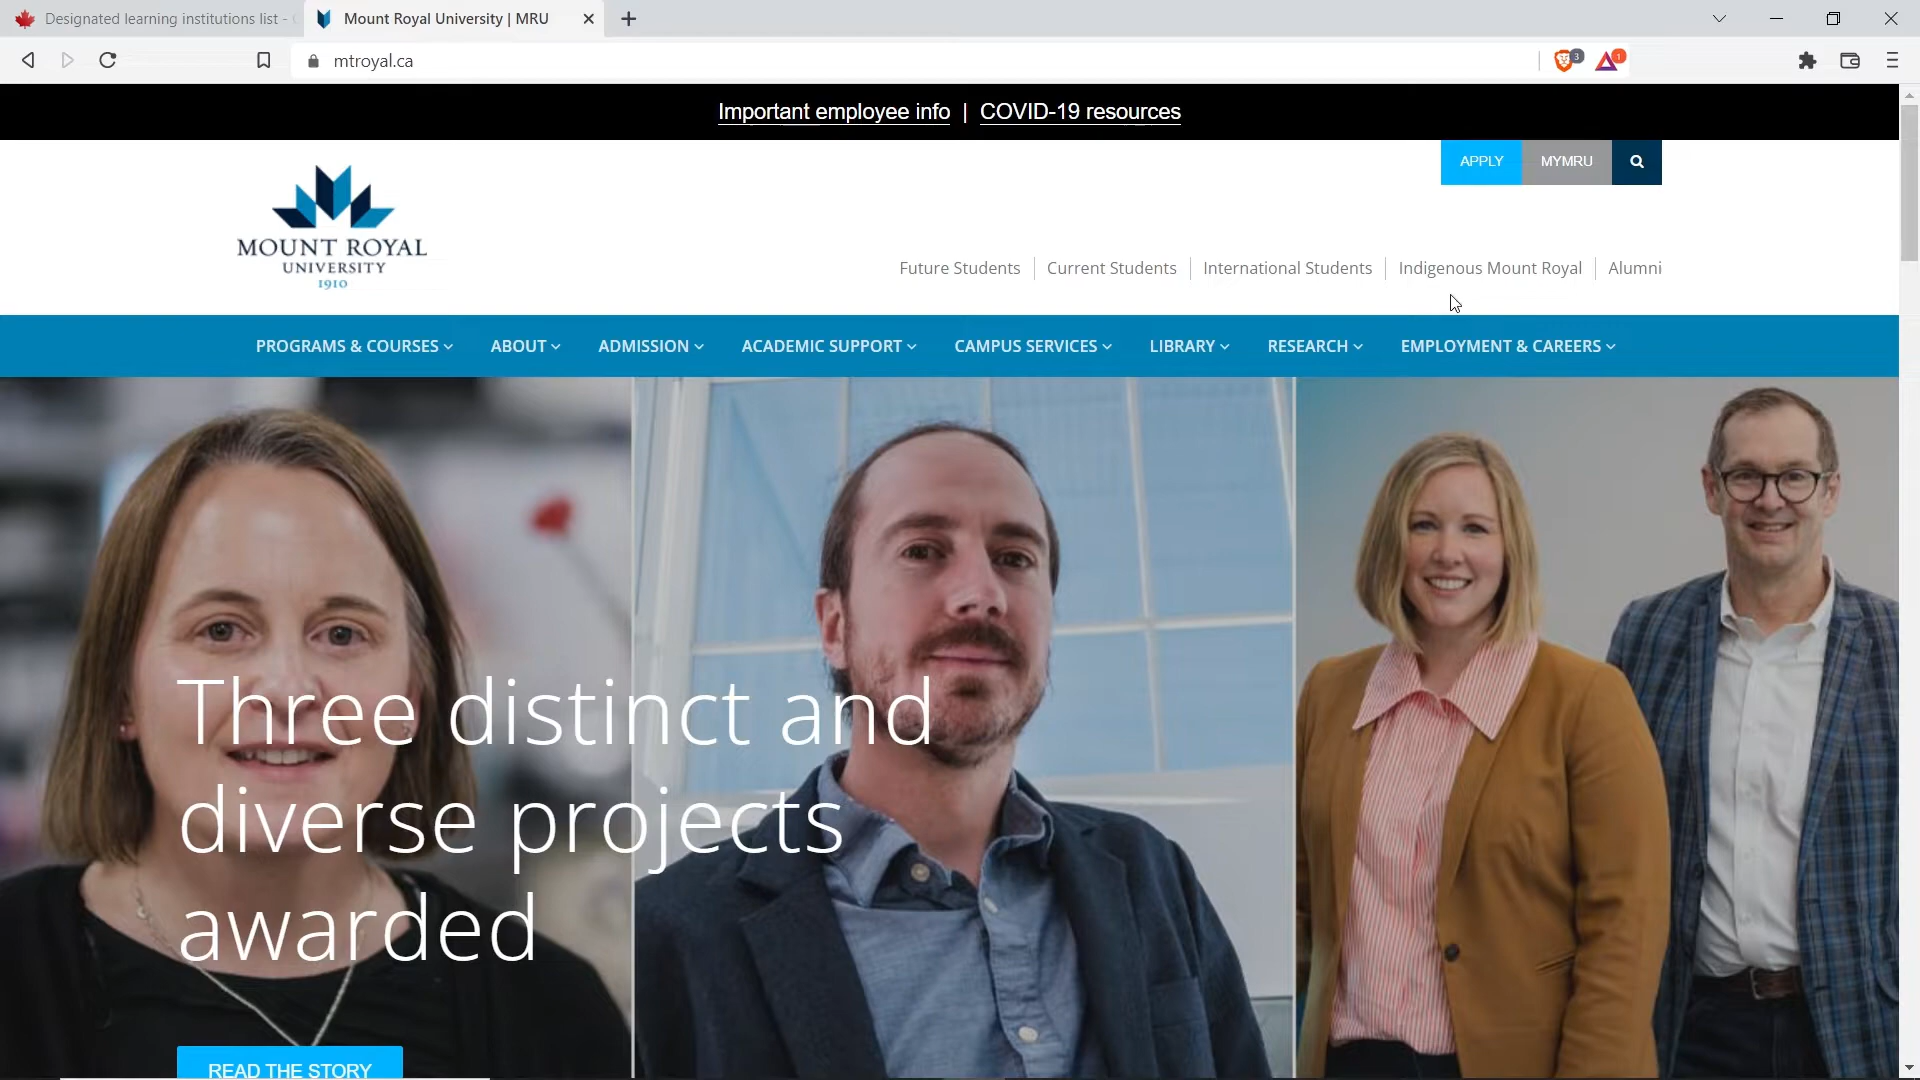 Designated learning institutions list -
Mount Royal University | MRU
mtroyal.ca
3
1
Important employee info | COVID-19 resources
APPLY
MYMRU
MOUNT ROYAL
UNIVERSITY
1910
Future Students
Current Students
International Students
Indigenous Mount Royal
Alumni
PROGRAMS & COURSES
ABOUT
ADMISSION
ACADEMIC SUPPORT
CAMPUS SERVICES
LIBRARY
RESEARCH
EMPLOYMENT & CAREERS
Three distinct and
diverse projects
awarded
READ THE STORY